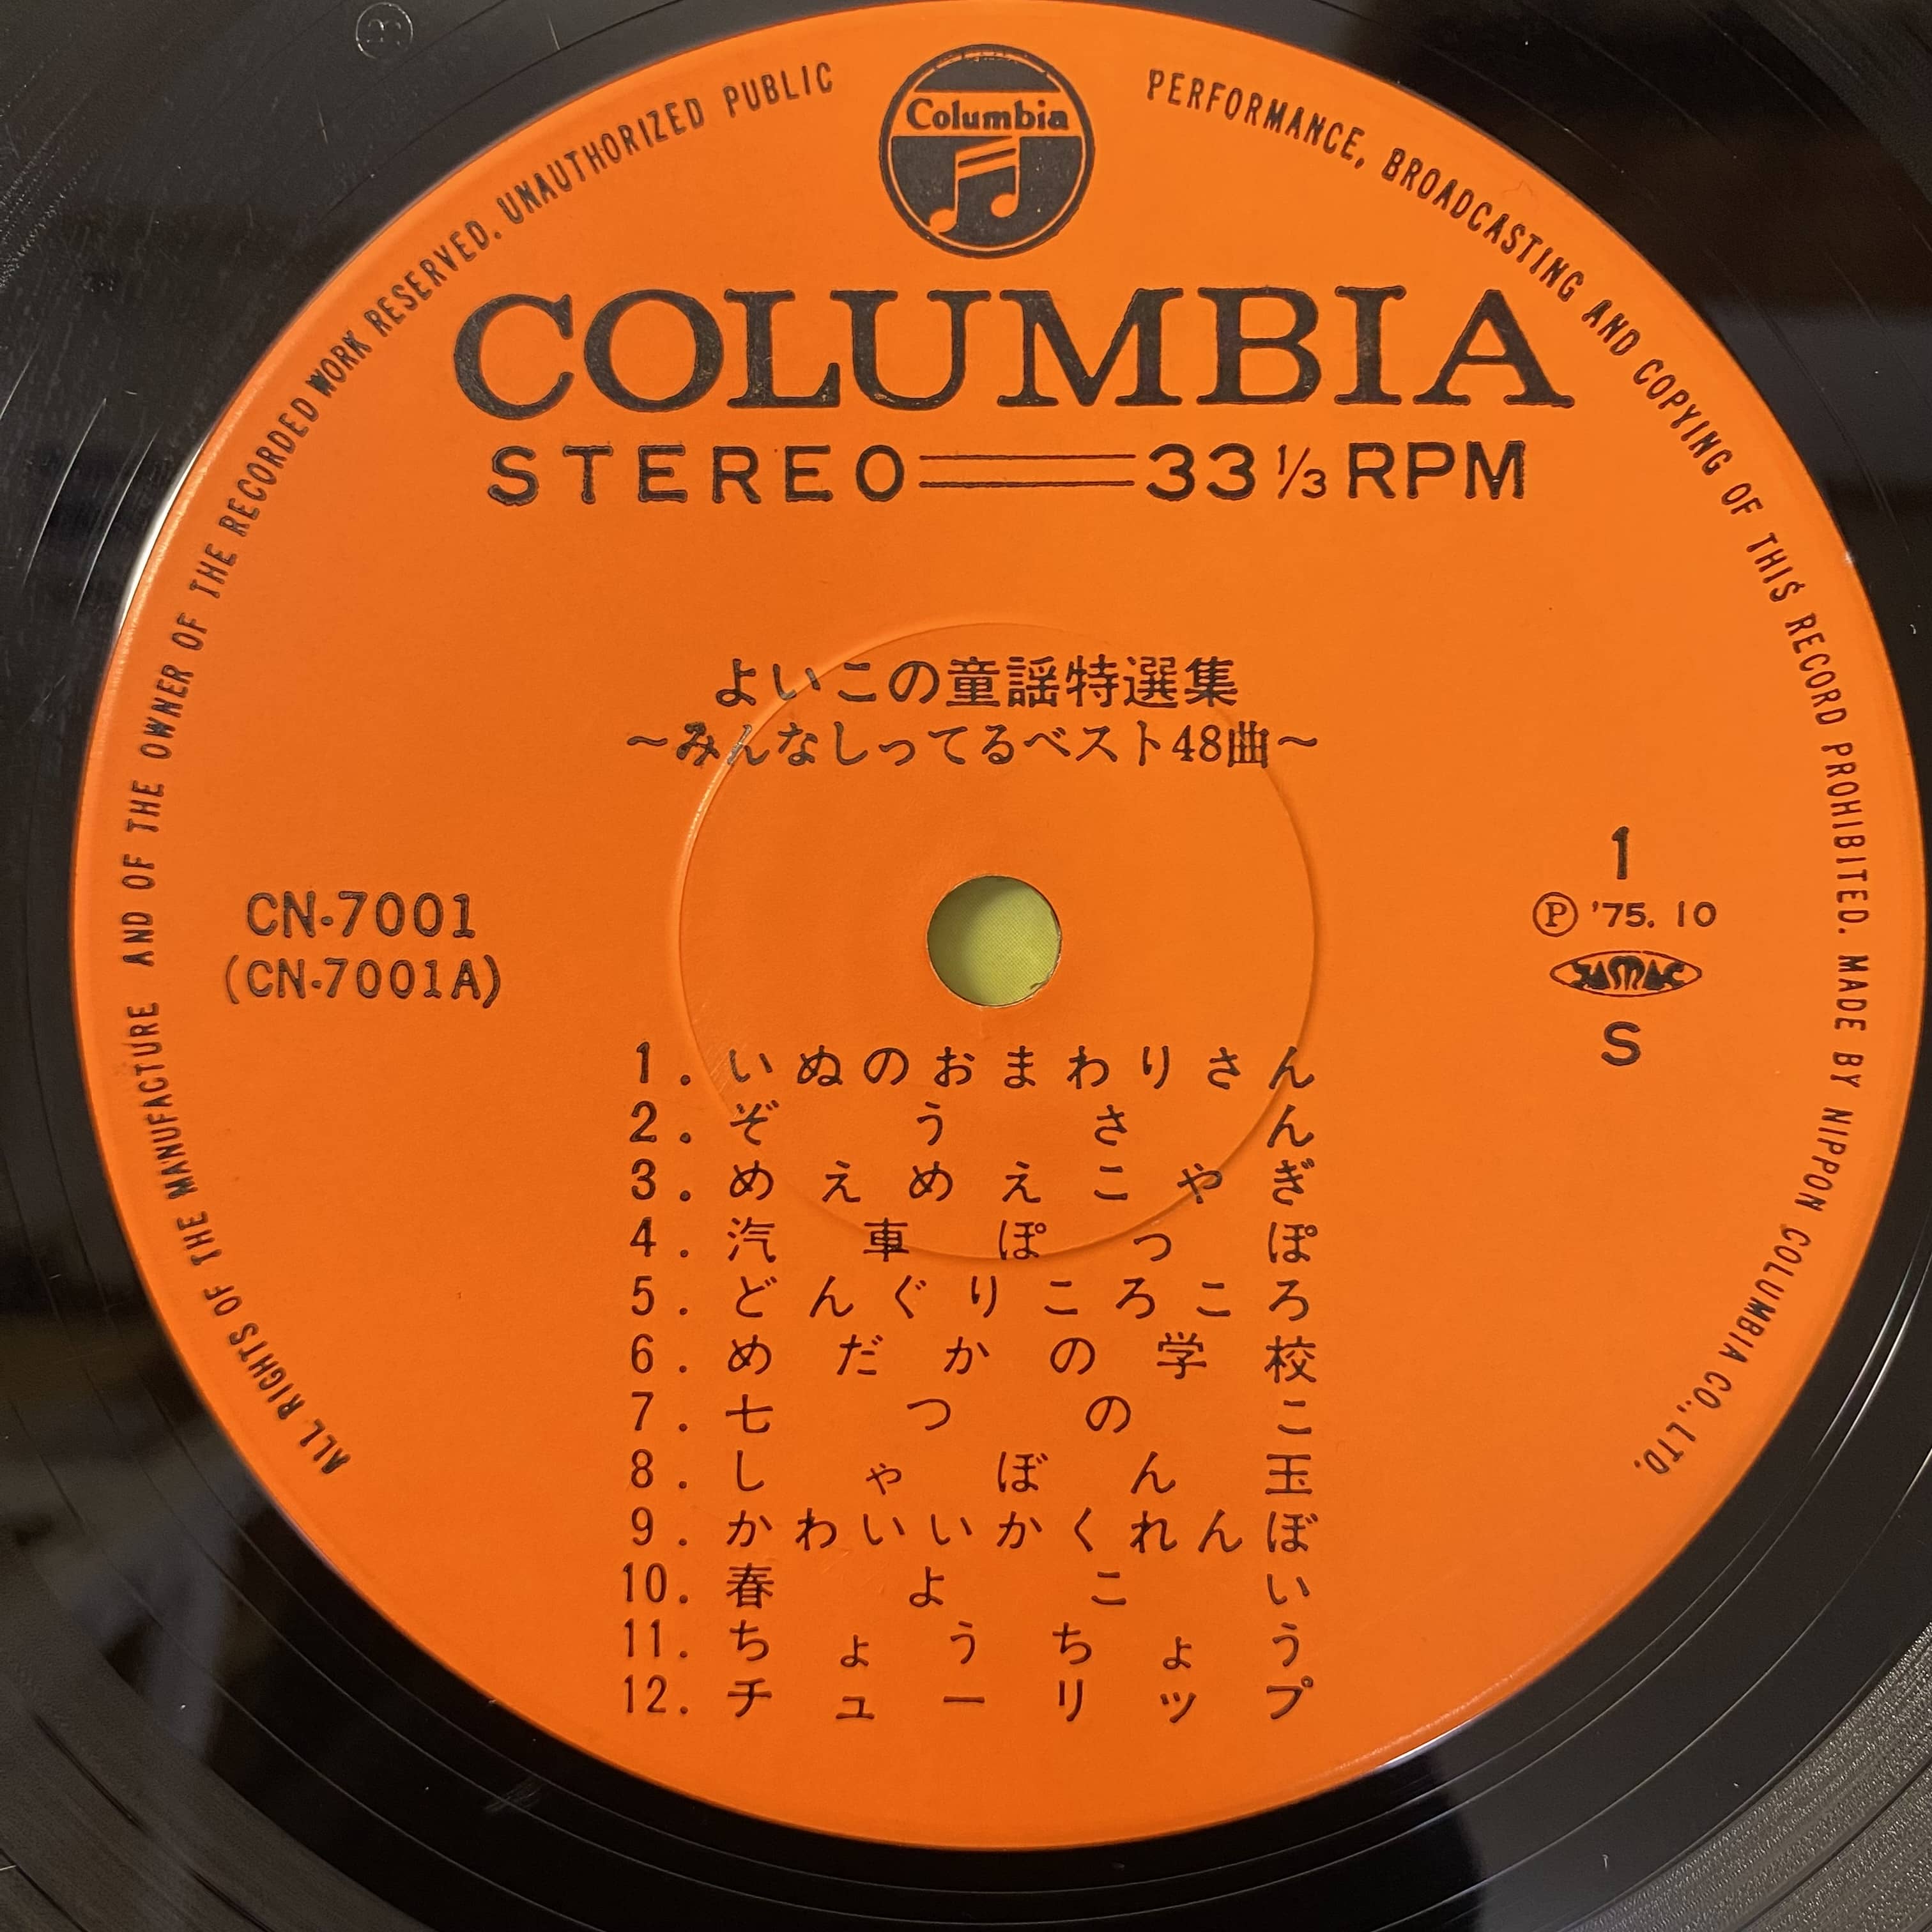 Columbia
ALL RIGHTS OF THE MANUFACTURE AND OF THE OWNER OF THE RECORDED WORK RESERVED. UNAUTHORIZED PUBLIC PERFORMANCE, BROADCASTING AND COPYING OF THIS RECORD PROHIBITED. MADE BY NIPPON COLUMBIA CO., LTD.
COLUMBIA
STEREO 33 1/3 RPM
よいこの童謡特選集
～みんなしってるベスト48曲～
CN-7001
(CN-7001A)
1
Ⓟ '75. 10
JASRAC
S
1. いぬのおまわりさん
2. ぞうさん
3. めえめえこやぎ
4. 汽車ぽっぽ
5. どんぐりころころ
6. めだかの学校
7. 七つのこ
8. しゃぼん玉
9. かわいいかくれんぼ
10. 春よこい
11. ちょうちょう
12. チューリップ